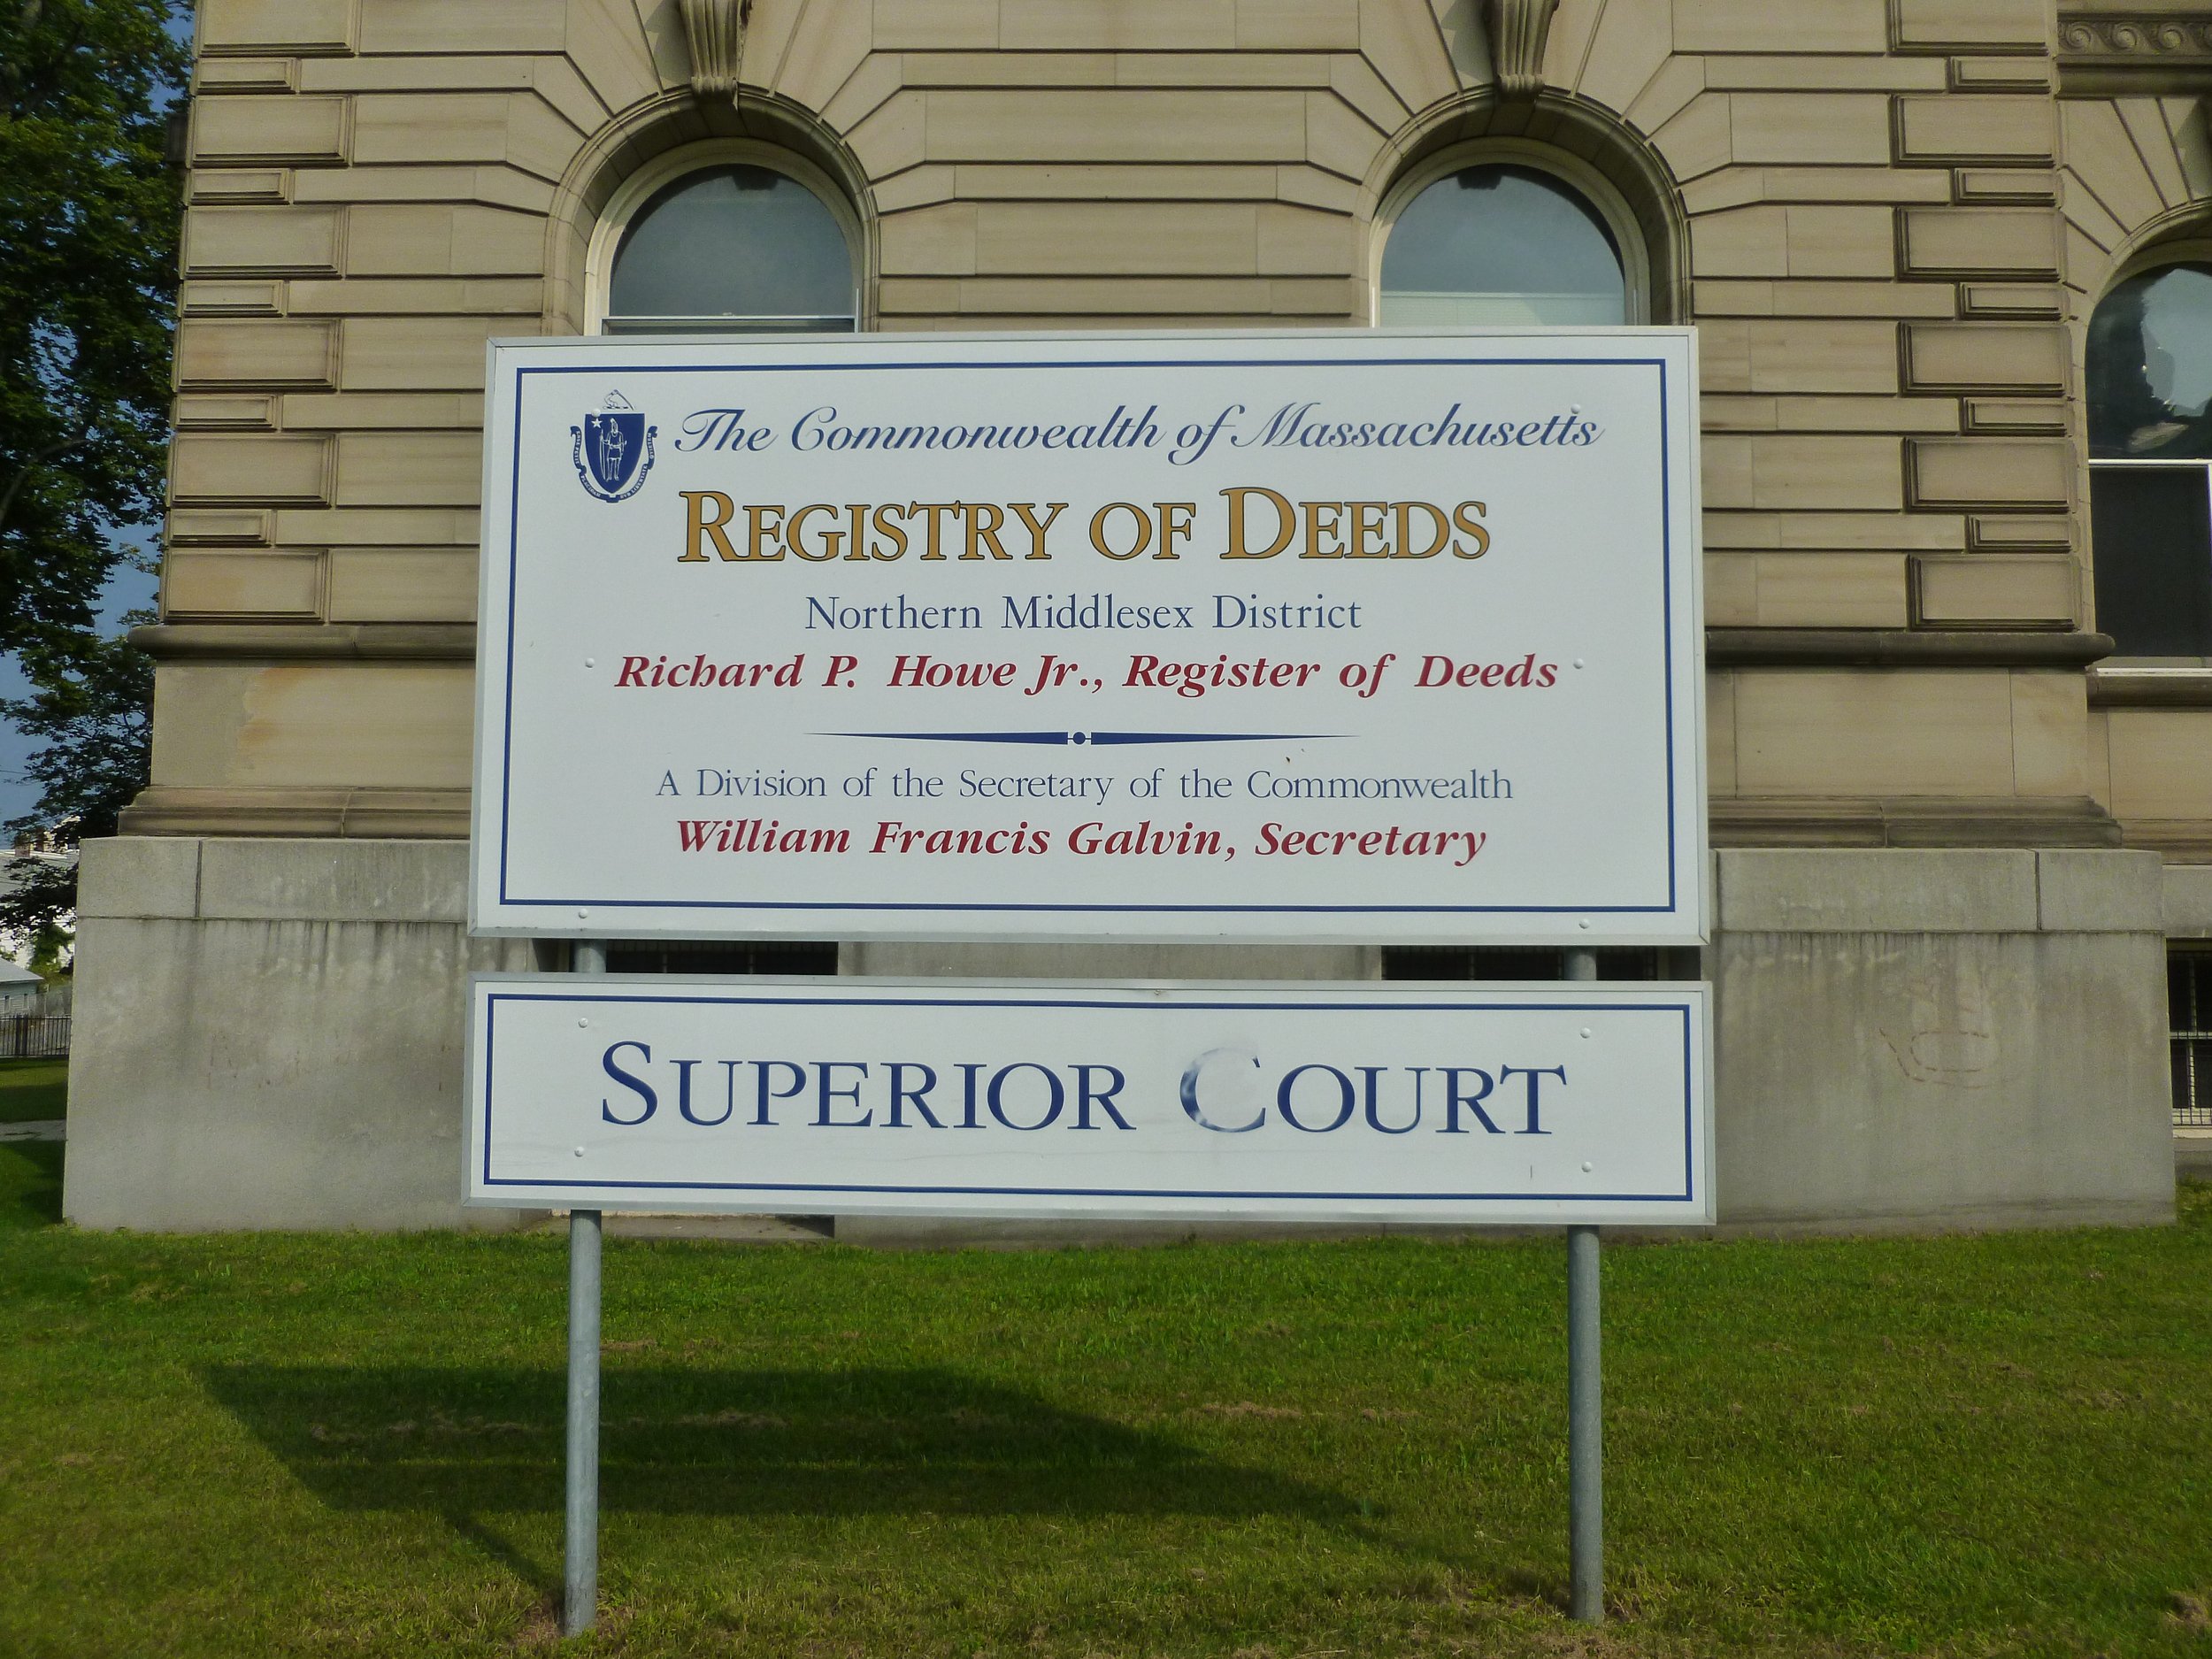 The Commonwealth of Massachusetts
REGISTRY OF DEEDS
Northern Middlesex District
Richard P. Howe Jr., Register of Deeds
A Division of the Secretary of the Commonwealth
William Francis Galvin, Secretary
SUPERIOR COURT